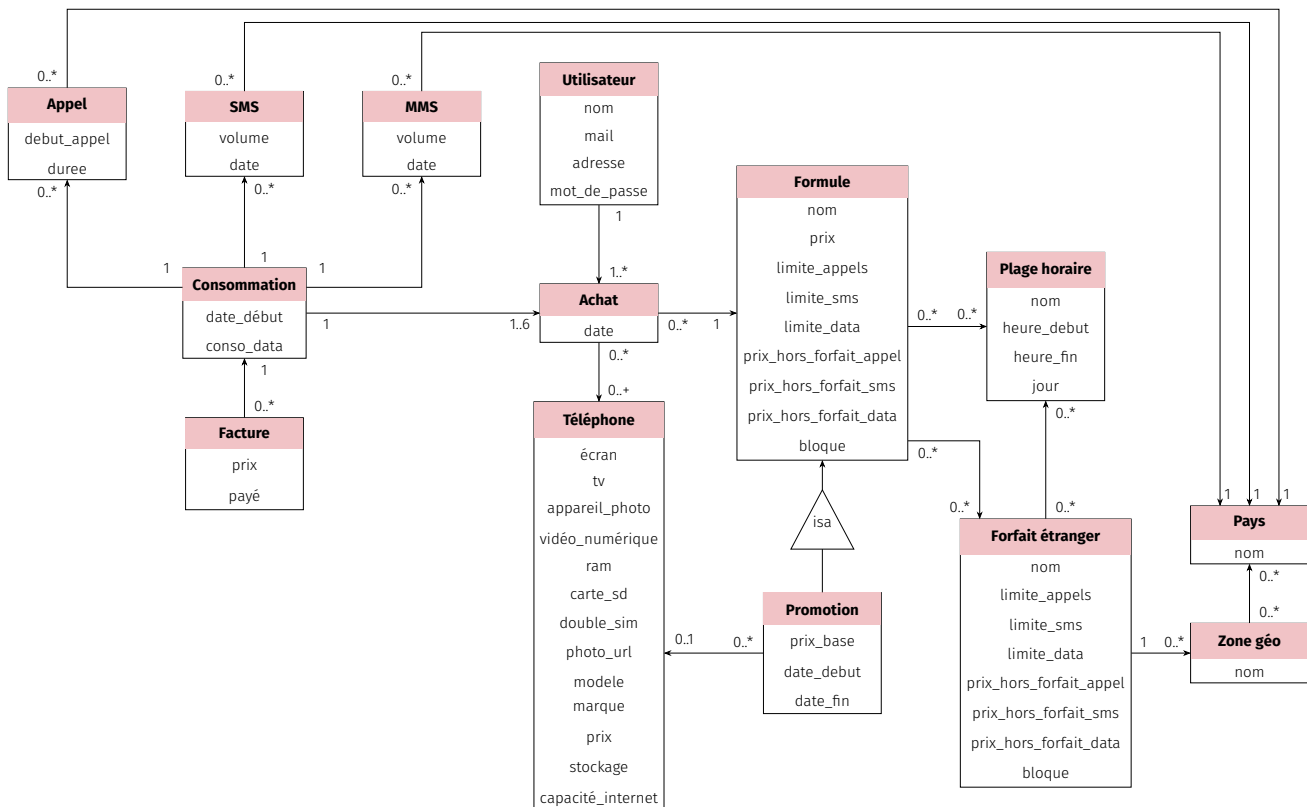 0..*
0..*
0..*
Appel
debut_appel
duree
0..*
SMS
volume
date
0..*
MMS
volume
date
0..*
Utilisateur
nom
mail
adresse
mot_de_passe
1
1..*
Formule
nom
prix
limite_appels
limite_sms
limite_data
prix_hors_forfait_appel
prix_hors_forfait_sms
prix_hors_forfait_data
bloque
Plage horaire
nom
heure_debut
heure_fin
jour
0..*
1
1
1
Consommation
date_début
conso_data
1
1..6
1
Achat
date
0..*
1
0..*
0..*
0..*
0..+
0..*
Facture
prix
payé
Téléphone
écran
tv
appareil_photo
vidéo_numérique
ram
carte_sd
double_sim
photo_url
modele
marque
prix
stockage
capacité_internet
0..*
0..*
0..*
isa
Promotion
prix_base
date_debut
date_fin
0..1
0..*
Forfait étranger
nom
limite_appels
limite_sms
limite_data
prix_hors_forfait_appel
prix_hors_forfait_sms
prix_hors_forfait_data
bloque
1
0..*
1
1
1
Pays
nom
0..*
0..*
Zone géo
nom